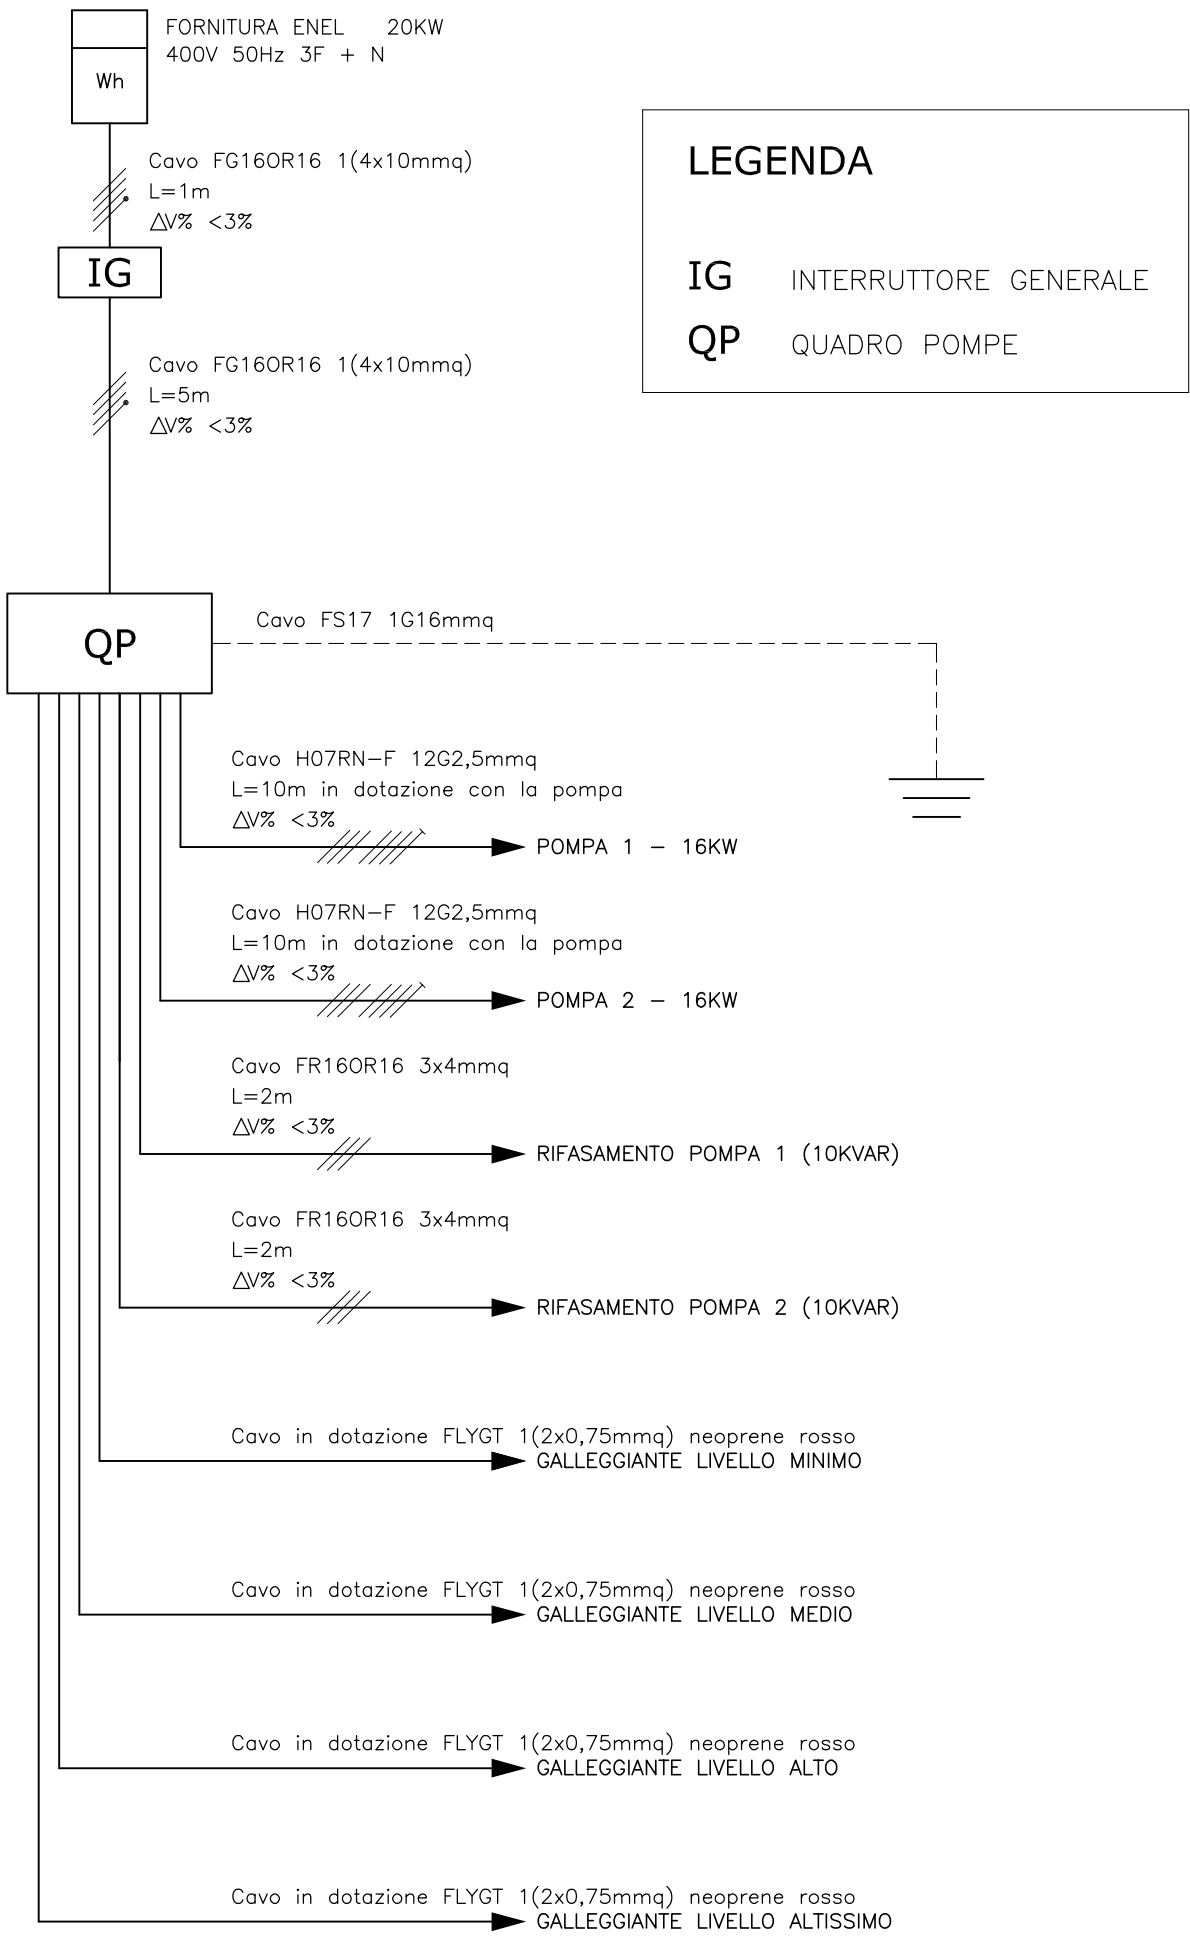 FORNITURA ENEL 20KW
400V 50Hz 3F + N
Wh
Cavo FG16OR16 1(4x10mmq)
L=1m
△V% <3%
IG
Cavo FG16OR16 1(4x10mmq)
L=5m
△V% <3%
LEGENDA
IG INTERRUTTORE GENERALE
QP QUADRO POMPE
QP
Cavo FS17 1G16mmq
Cavo H07RN-F 12G2,5mmq
L=10m in dotazione con la pompa
△V% <3%
POMPA 1 - 16KW
Cavo H07RN-F 12G2,5mmq
L=10m in dotazione con la pompa
△V% <3%
POMPA 2 - 16KW
Cavo FR16OR16 3x4mmq
L=2m
△V% <3%
RIFASAMENTO POMPA 1 (10KVAR)
Cavo FR16OR16 3x4mmq
L=2m
△V% <3%
RIFASAMENTO POMPA 2 (10KVAR)
Cavo in dotazione FLYGT 1(2x0,75mmq) neoprene rosso
GALLEGGIANTE LIVELLO MINIMO
Cavo in dotazione FLYGT 1(2x0,75mmq) neoprene rosso
GALLEGGIANTE LIVELLO MEDIO
Cavo in dotazione FLYGT 1(2x0,75mmq) neoprene rosso
GALLEGGIANTE LIVELLO ALTO
Cavo in dotazione FLYGT 1(2x0,75mmq) neoprene rosso
GALLEGGIANTE LIVELLO ALTISSIMO